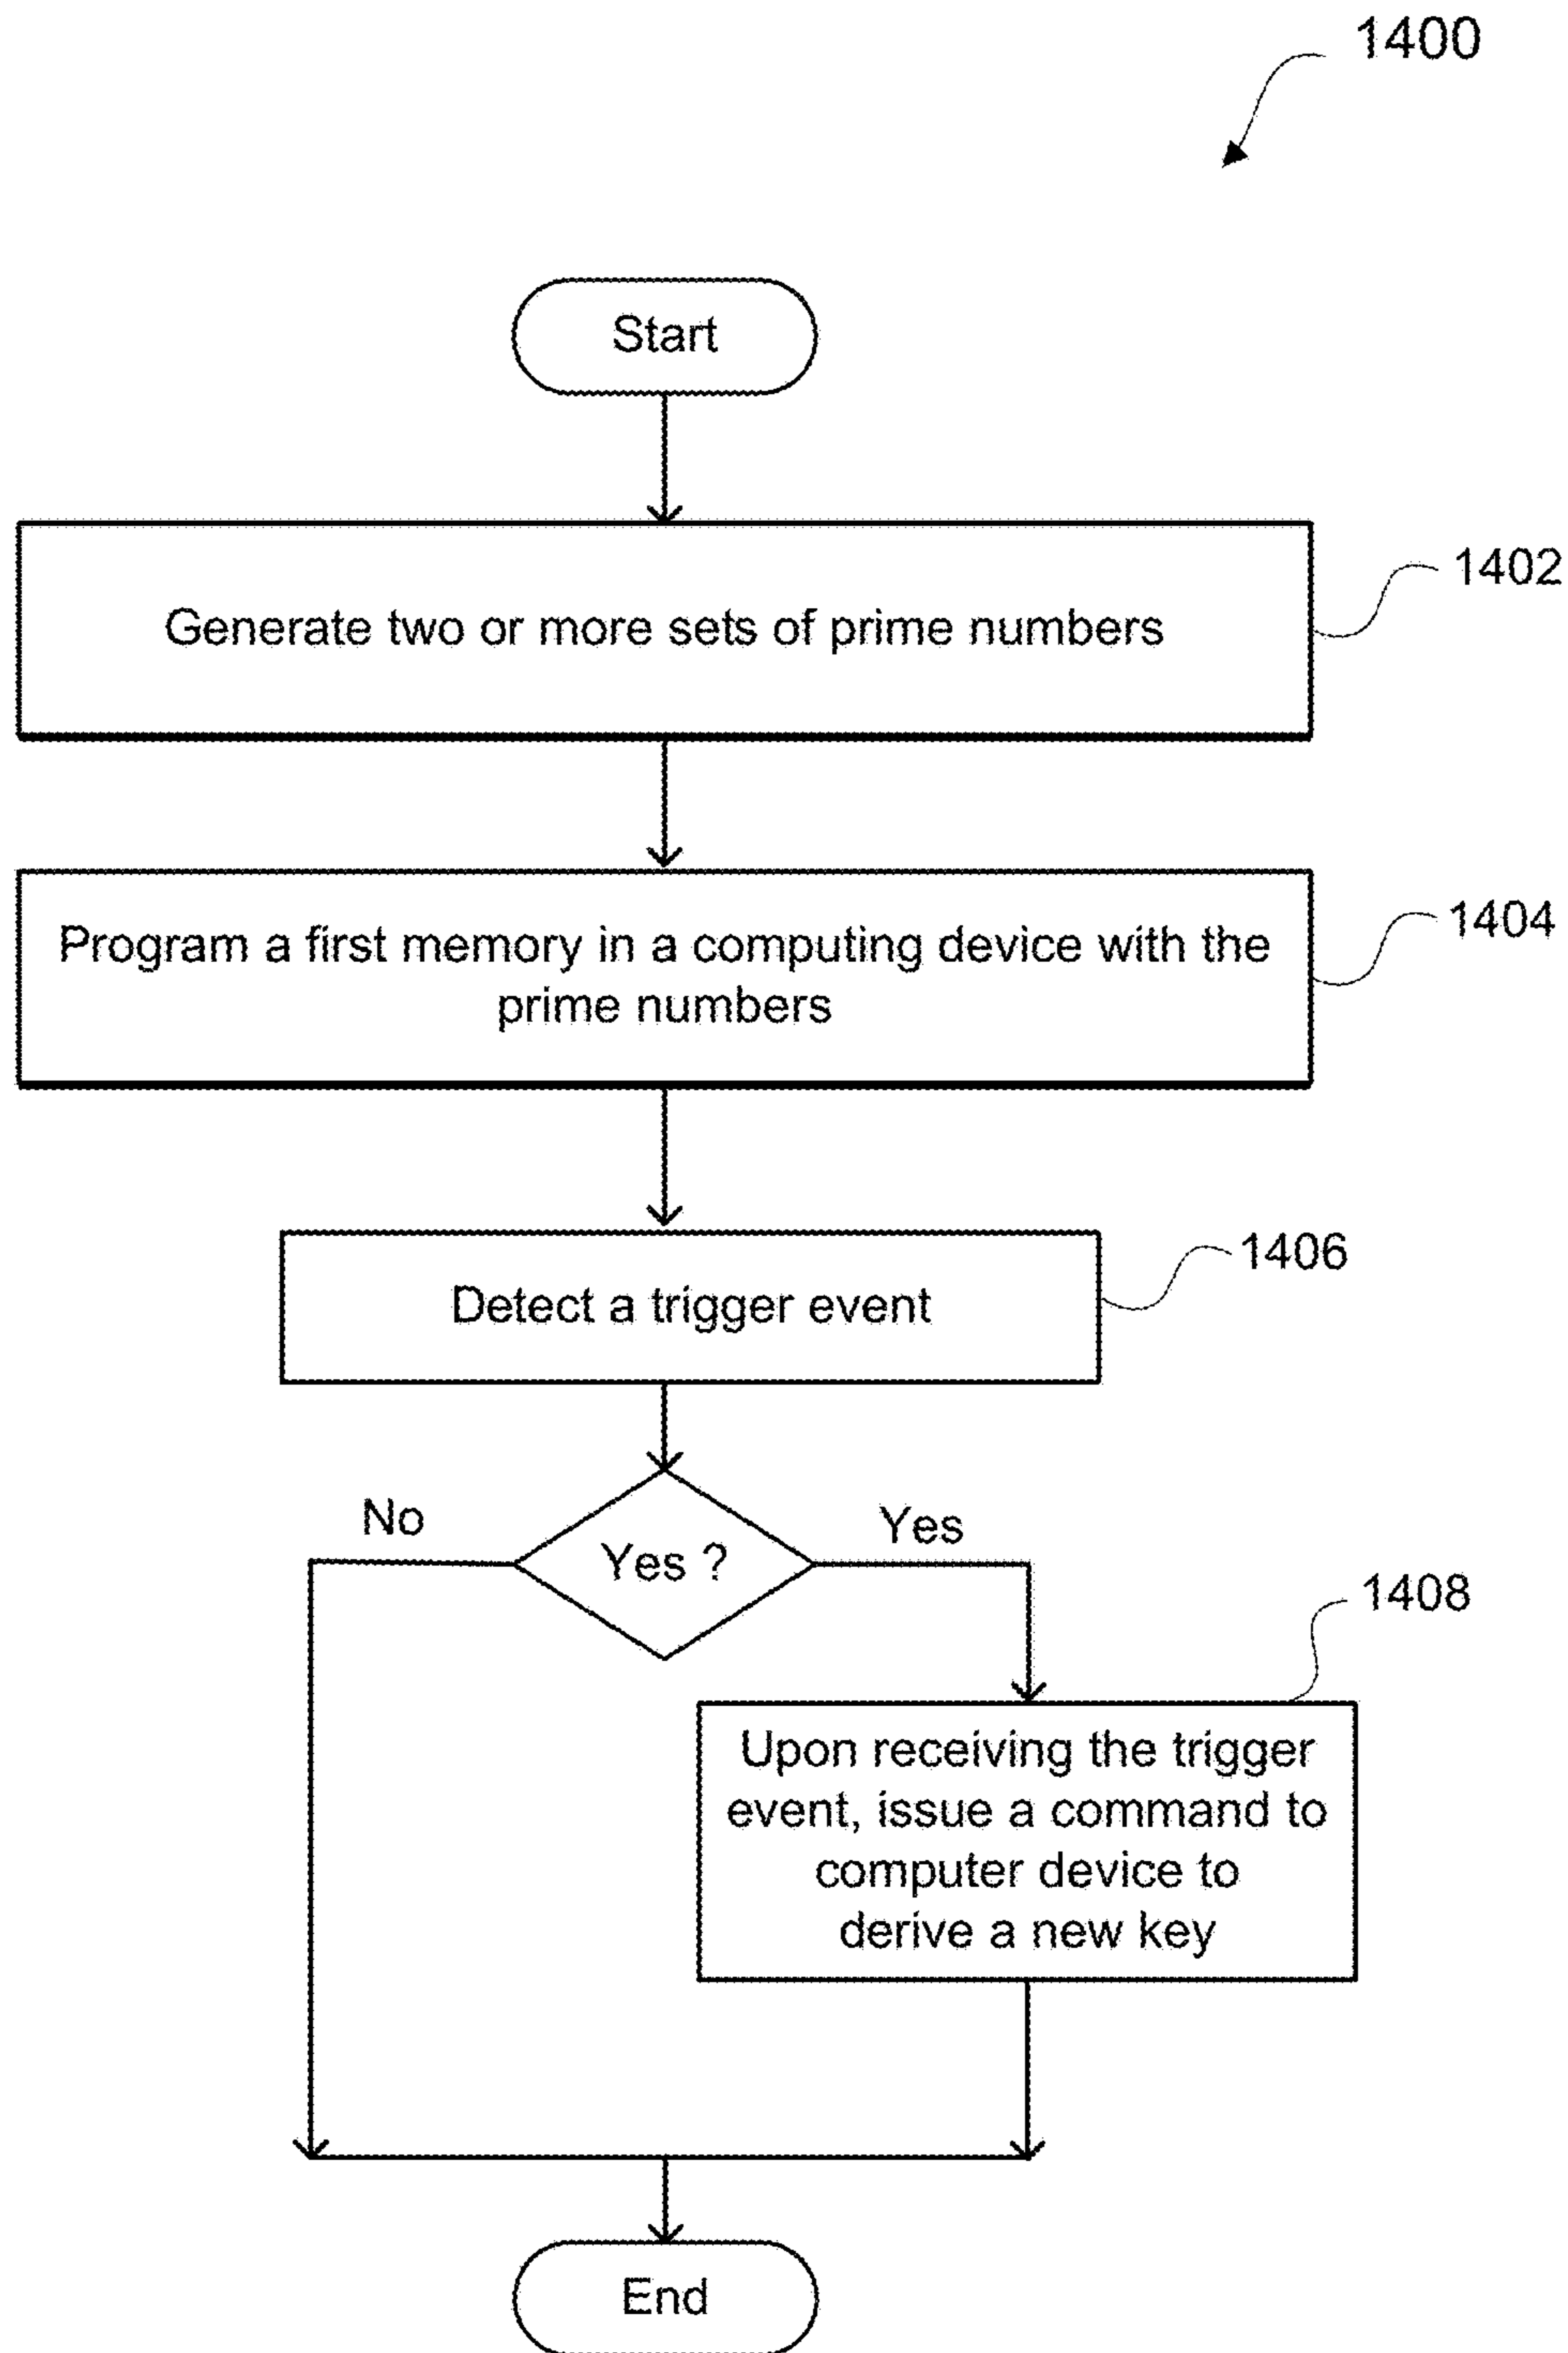 1400
Start
Generate two or more sets of prime numbers
1402
Program a first memory in a computing device with the
prime numbers
1404
Detect a trigger event
1406
No
Yes ?
Yes
1408
Upon receiving the trigger
event, issue a command to
computer device to
derive a new key
End